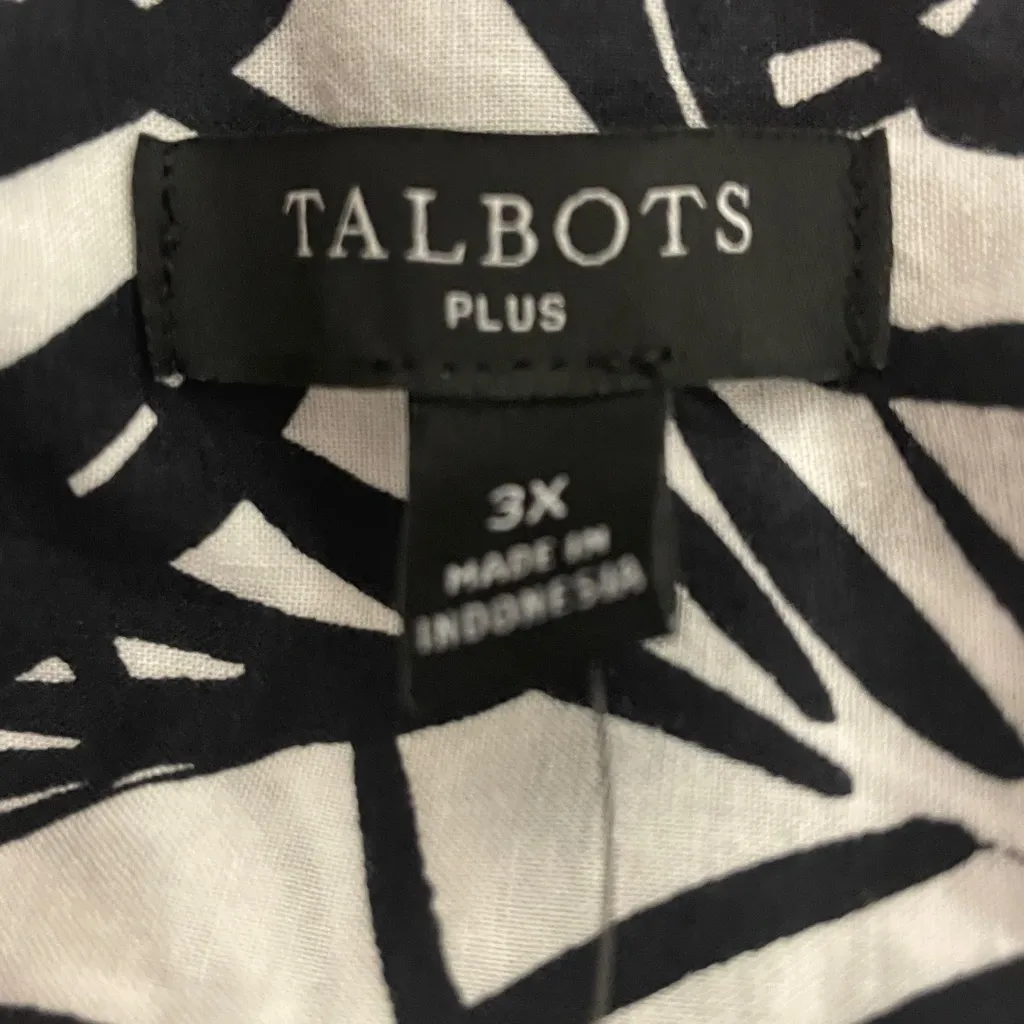 TALBOTS
PLUS
3X
MADE IN
INDONESIA